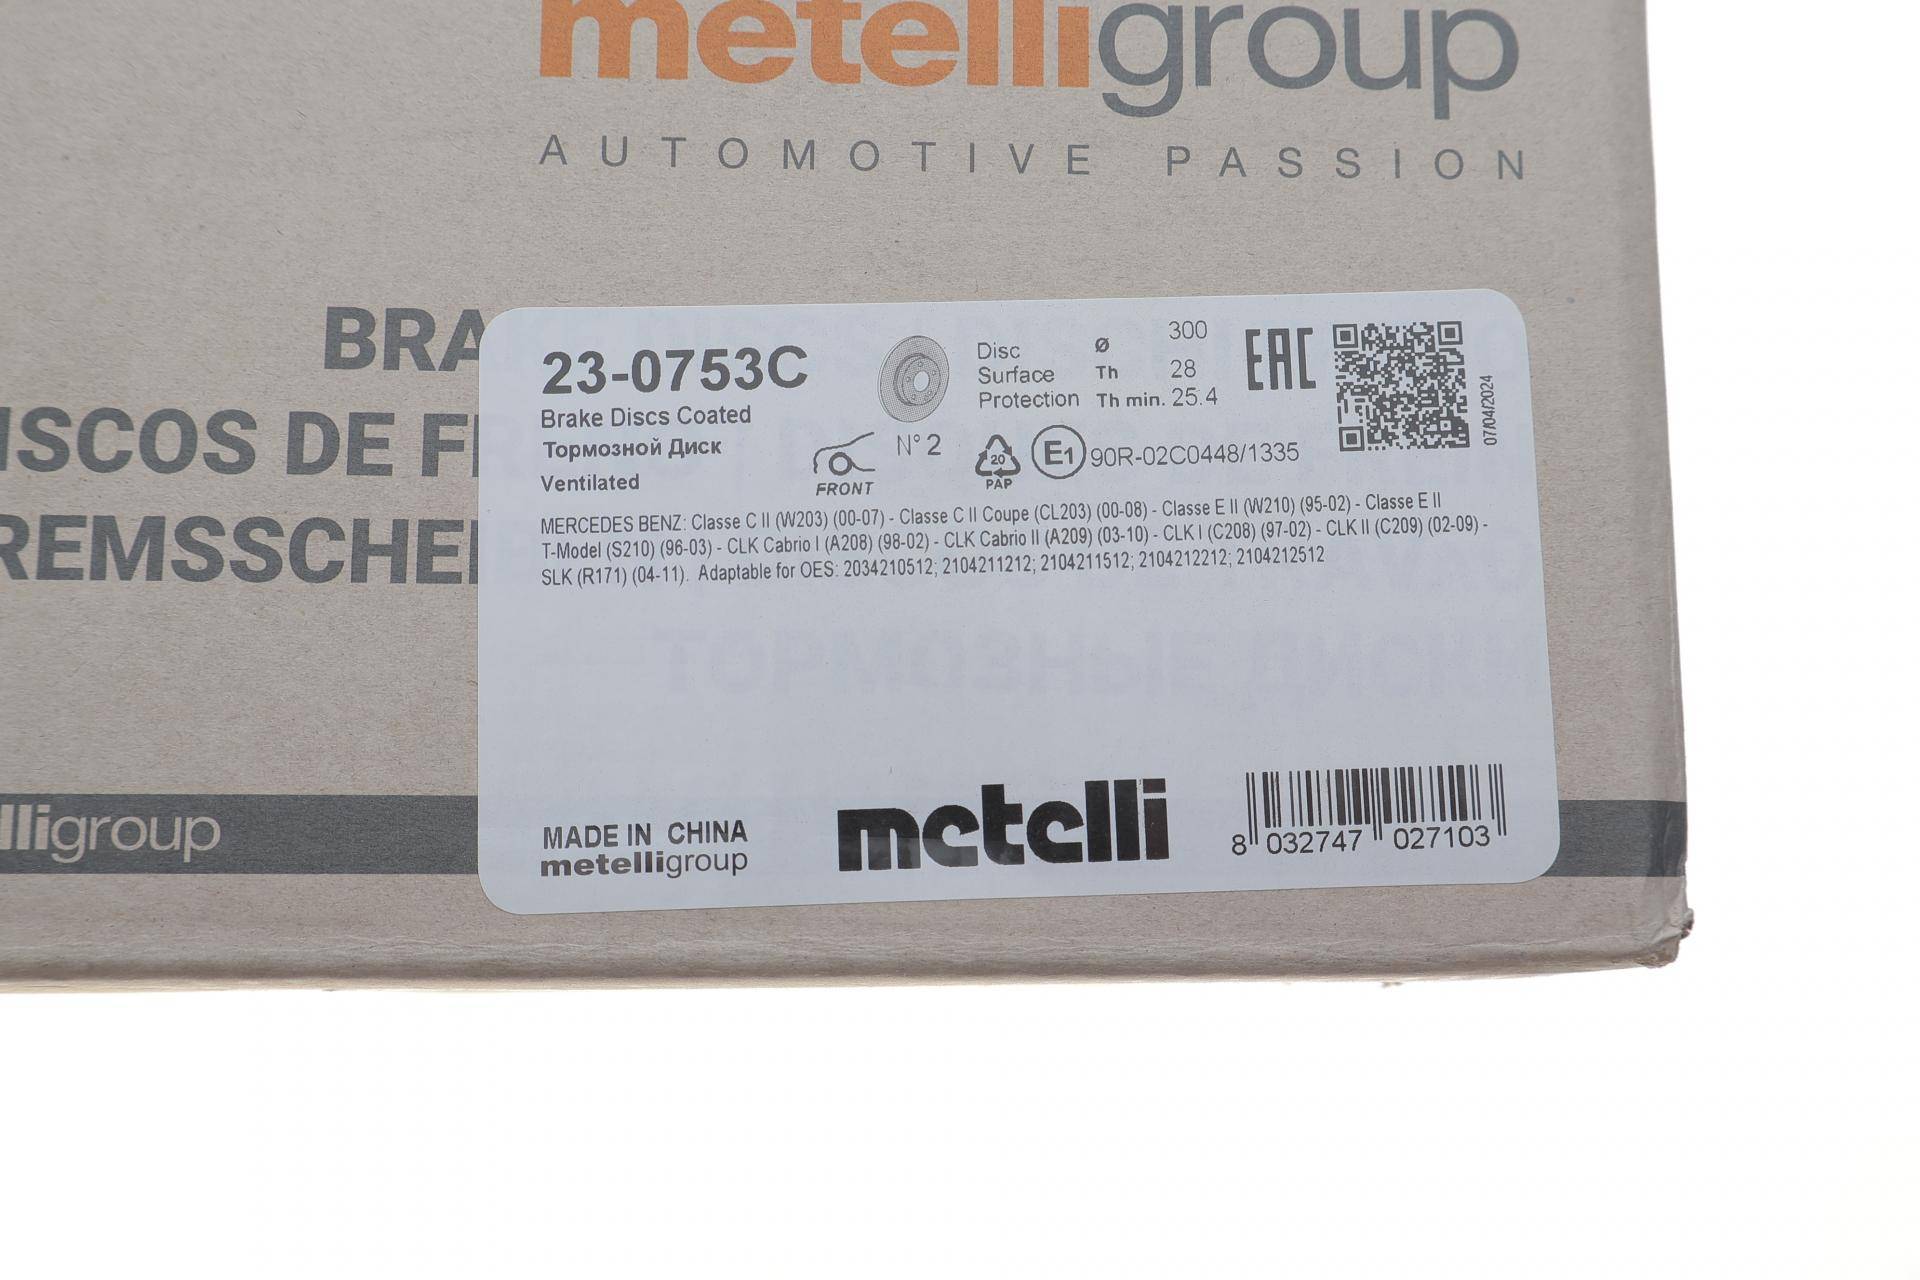 metelligroup
AUTOMOTIVE PASSION
BRA
ISCOS DE F
REMSSCHE
23-0753C
Brake Discs Coated
Тормозной Диск
Ventilated
FRONT
N° 2
Disc Surface Protection
Ø 300
Th 28
Th min. 25.4
20
PAP
E1 90R-02C0448/1335
EAC
07/04/2024
MERCEDES BENZ: Classe C II (W203) (00-07) - Classe C II Coupe (CL203) (00-08) - Classe E II (W210) (95-02) - Classe E II
T-Model (S210) (96-03) - CLK Cabrio I (A208) (98-02) - CLK Cabrio II (A209) (03-10) - CLK I (C208) (97-02) - CLK II (C209) (02-09) -
SLK (R171) (04-11). Adaptable for OES: 2034210512; 2104211212; 2104211512; 2104212212; 2104212512
ТОРМОЗНЫЕ ДИСКИ
MADE IN CHINA
metelligroup
metelli
8 032747 027103
lligroup